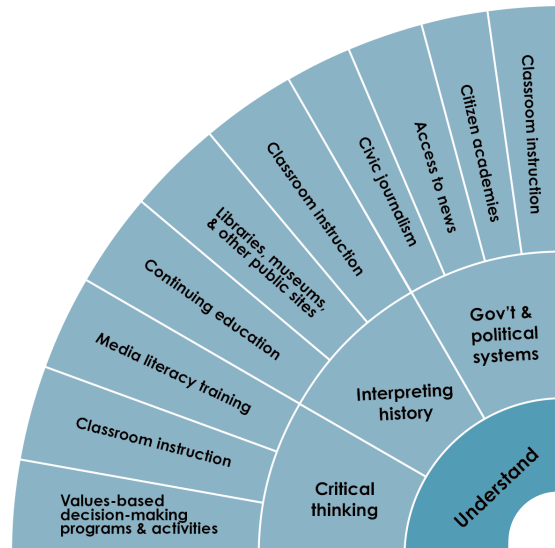 Classroom instruction
Citizen academies
Access to news
Civic journalism
Classroom instruction
Libraries, museums,
& other public sites
Continuing education
Media literacy training
Classroom instruction
Values-based
decision-making
programs & activities
Gov't &
political
systems
Interpreting
history
Critical
thinking
Understand